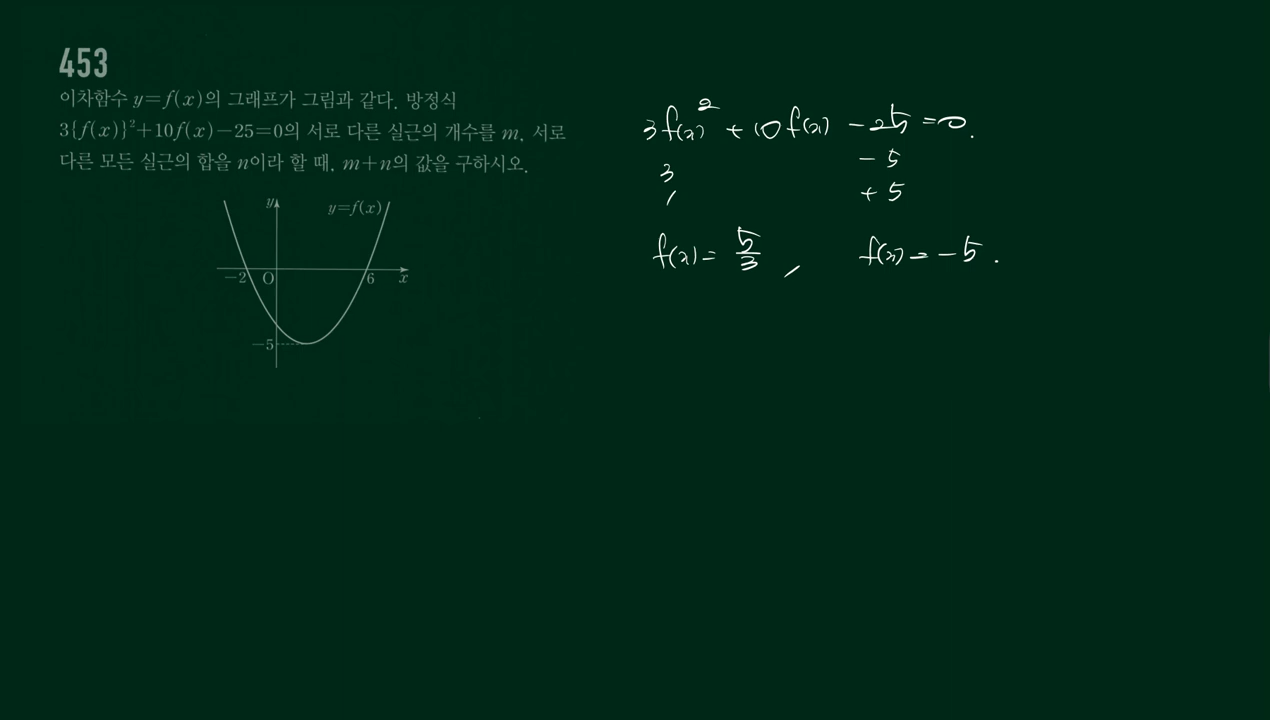 453
이차함수 y=f(x)의 그래프가 그림과 같다. 방정식
3{f(x)}²+10f(x)-25=0의 서로 다른 실근의 개수를 m, 서로
다른 모든 실근의 합을 n이라 할 때, m+n의 값을 구하시오.
y
y=f(x)
-2 O 6 x
-5
3f(x)² + 10f(x) - 25 = 0.
3 - 5
1 + 5
f(x) = 5/3 , f(x) = -5 .